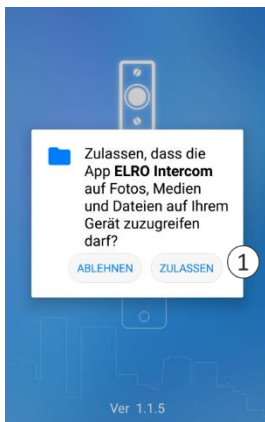 Zulassen, dass die
App ELRO Intercom
auf Fotos, Medien
und Dateien auf Ihrem
Gerät zuzugreifen
darf?
ABLEHNEN ZULASSEN 1
Ver 1.1.5